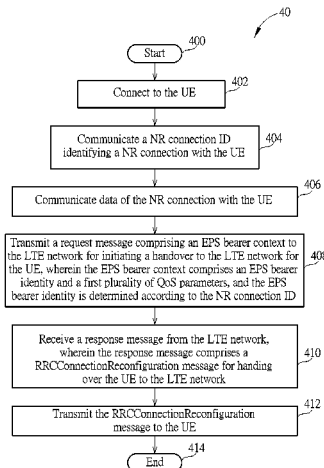 40
Start
400
Connect to the UE
402
Communicate a NR connection ID
identifying a NR connection with the UE
404
Communicate data of the NR connection with the UE
406
Transmit a request message comprising an EPS bearer context to
the LTE network for initiating a handover to the LTE network for
the UE, wherein the EPS bearer context comprises an EPS bearer
identity and a first plurality of QoS parameters, and the EPS
bearer identity is determined according to the NR connection ID
408
Receive a response message from the LTE network,
wherein the response message comprises a
RRCConnectionReconfiguration message for handing
over the UE to the LTE network
410
Transmit the RRCConnectionReconfiguration
message to the UE
412
End
414